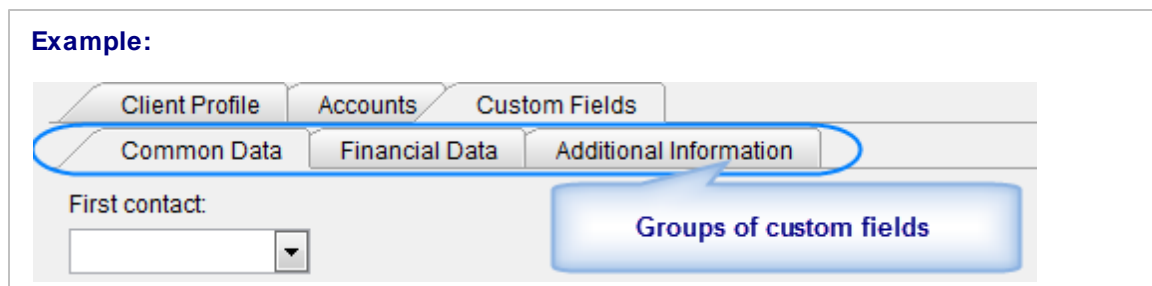 Example:
Client Profile Accounts Custom Fields
Common Data Financial Data Additional Information
First contact:
Groups of custom fields